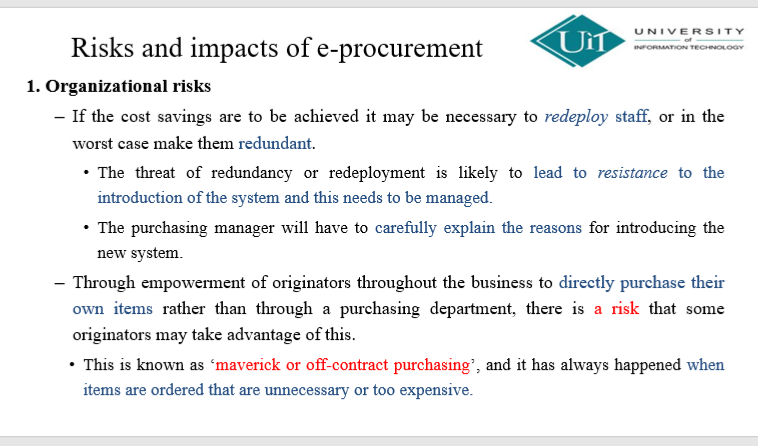 Risks and impacts of e-procurement
UiT
UNIVERSITY
of
INFORMATION TECHNOLOGY
1. Organizational risks
– If the cost savings are to be achieved it may be necessary to redeploy staff, or in the
worst case make them redundant.
• The threat of redundancy or redeployment is likely to lead to resistance to the
introduction of the system and this needs to be managed.
• The purchasing manager will have to carefully explain the reasons for introducing the
new system.
– Through empowerment of originators throughout the business to directly purchase their
own items rather than through a purchasing department, there is a risk that some
originators may take advantage of this.
• This is known as ‘maverick or off-contract purchasing’, and it has always happened when
items are ordered that are unnecessary or too expensive.